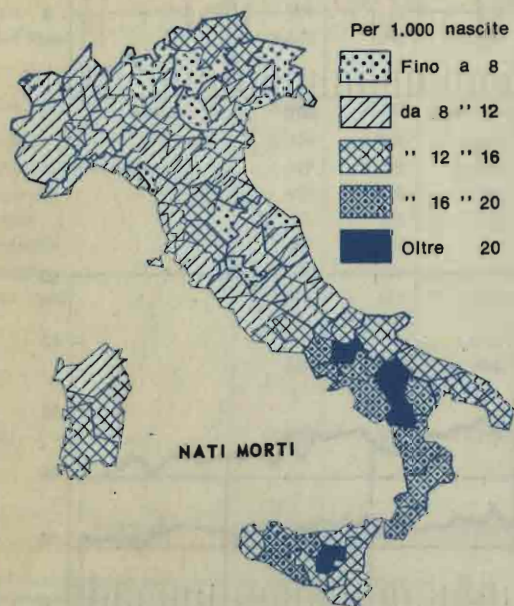 Per 1.000 nascite
Fino a 8
da 8 " 12
" 12 " 16
" 16 " 20
Oltre 20
NATI MORTI